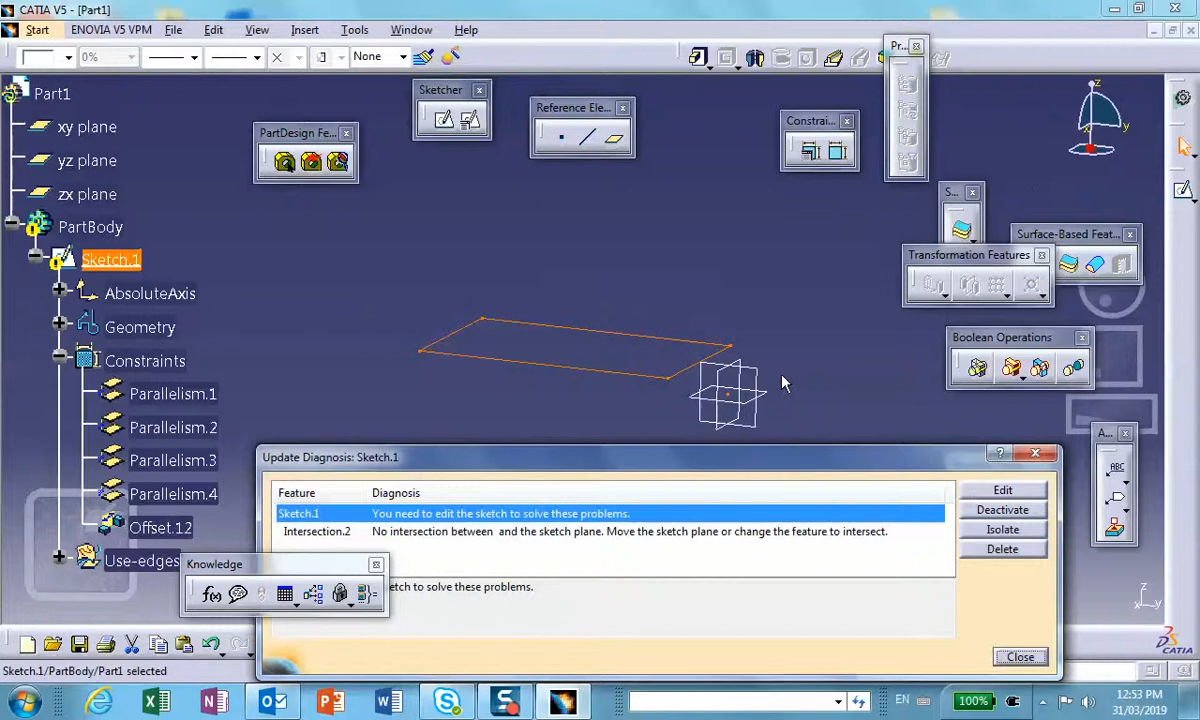 CATIA V5 - [Part1]
Start ENOVIA V5 VPM File Edit View Insert Tools Window Help
0% None
Pr...
Part1
xy plane
yz plane
zx plane
PartBody
Sketch.1
AbsoluteAxis
Geometry
Constraints
Parallelism.1
Parallelism.2
Parallelism.3
Parallelism.4
Offset.12
Use-edges
PartDesign Fe...
Sketcher
Reference Ele...
Constrai...
S...
Surface-Based Feat...
Transformation Features
Boolean Operations
A...
ABC
z
y
x
z
x y
Knowledge
f(x)
Update Diagnosis: Sketch.1
Feature Diagnosis
Sketch.1 You need to edit the sketch to solve these problems.
Intersection.2 No intersection between and the sketch plane. Move the sketch plane or change the feature to intersect.
etch to solve these problems.
Edit
Deactivate
Isolate
Delete
Close
CATIA
Sketch.1/PartBody/Part1 selected
EN 100% 12:53 PM
31/03/2019